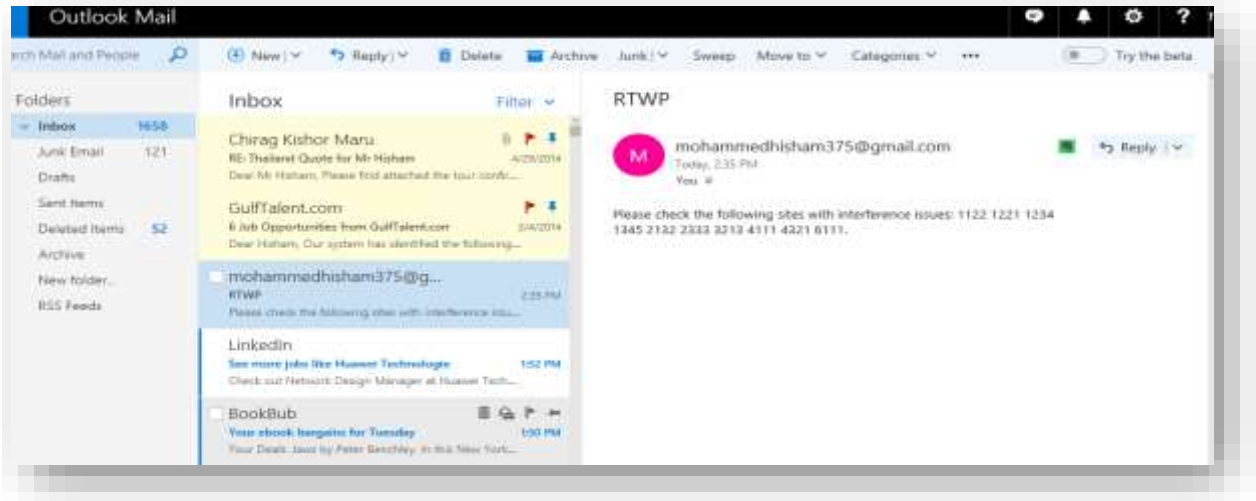 Outlook Mail
?
rch Mail and People
New
Reply
Delete
Archive
Junk
Sweep
Move to
Categories
•••
Try the beta
Folders
Inbox 1658
Junk Email 121
Drafts
Sent Items
Deleted Items 52
Archive
New folder
RSS Feeds
Inbox
Filter
Chirag Kishor Maru
RE: Thailand Quote for Mr Hisham 4/29/2014
Dear Mr Hisham, Please find attached the tour confir...
GulfTalent.com
6 Job Opportunities from GulfTalent.com /4/2014
Dear Hisham, Our system has identified the following...
mohammedhisham375@g...
RTWP 2:35 PM
Please check the following sites with interference issu...
LinkedIn
See more jobs like Huawei Technologie 1:52 PM
Check out Network Design Manager at Huawei Tech...
BookBub
Your ebook bargains for Tuesday 1:50 PM
Your Deals Jaws by Peter Benchley. In this New York...
RTWP
M
mohammedhisham375@gmail.com
Today, 2:35 PM
You
Reply
Please check the following sites with interference issues: 1122 1221 1234
1345 2132 2333 3213 4111 4321 6111.